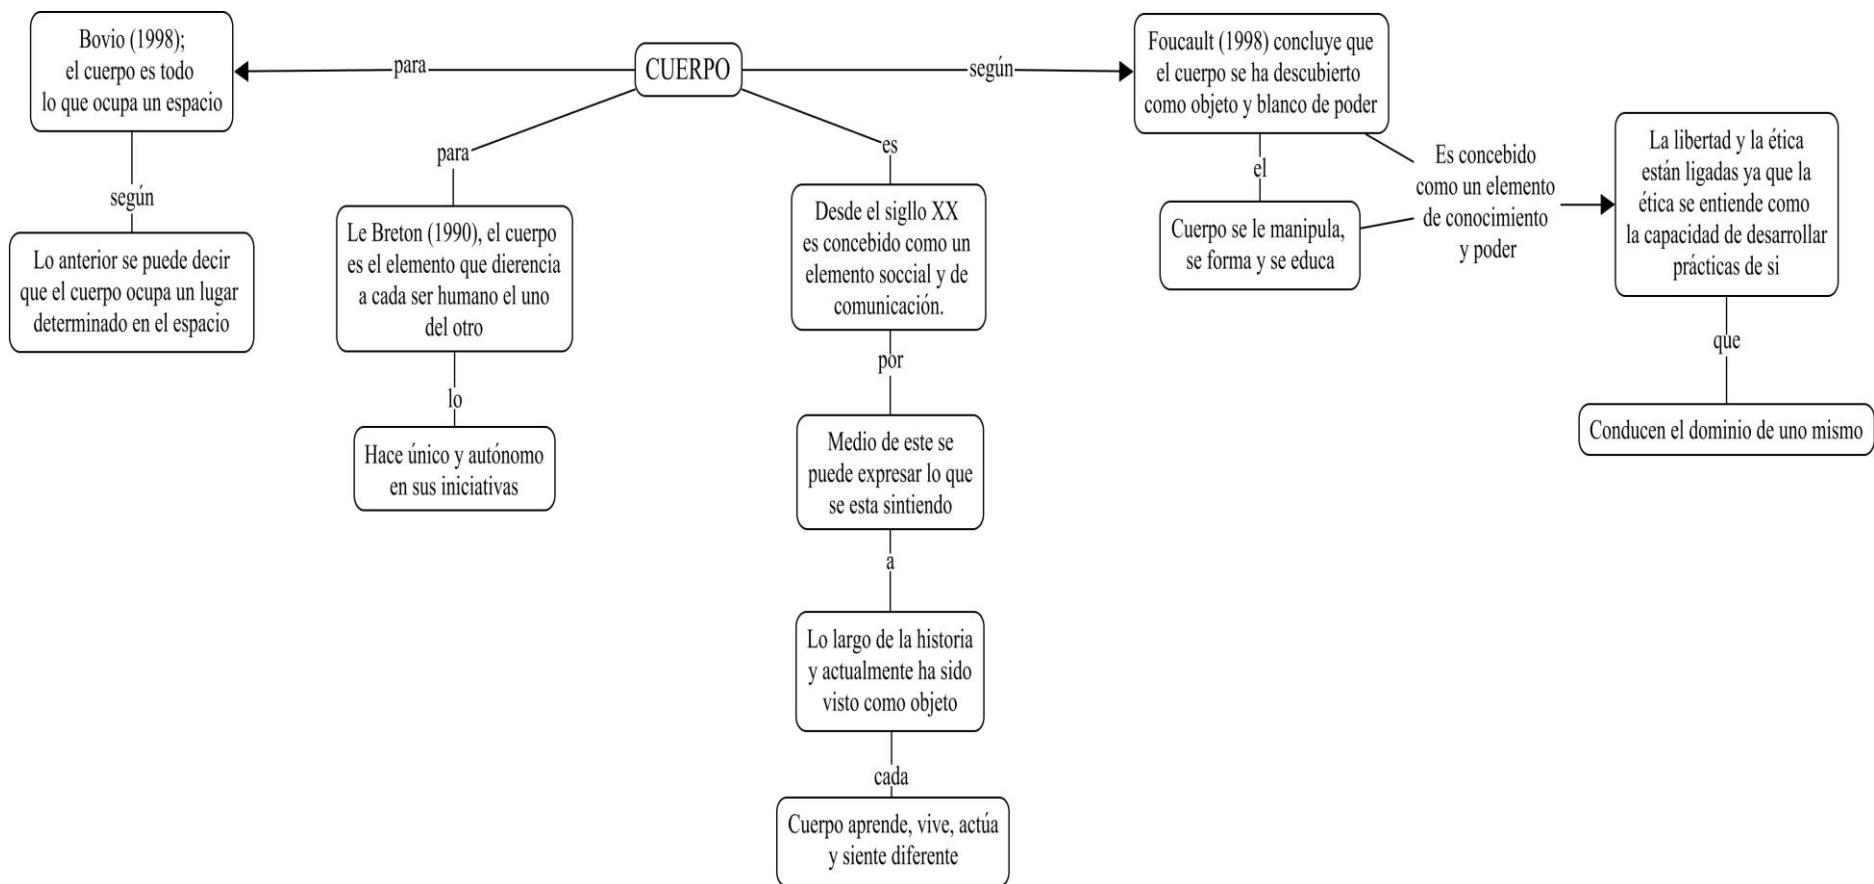 Bovio (1998);
el cuerpo es todo
lo que ocupa un espacio
según
Lo anterior se puede decir
que el cuerpo ocupa un lugar
determinado en el espacio
para
CUERPO
para
Le Breton (1990), el cuerpo
es el elemento que dierencia
a cada ser humano el uno
del otro
lo
Hace único y autónomo
en sus iniciativas
es
Desde el sigllo XX
es concebido como un
elemento soccial y de
comunicación.
por
Medio de este se
puede expresar lo que
se esta sintiendo
a
Lo largo de la historia
y actualmente ha sido
visto como objeto
cada
Cuerpo aprende, vive, actúa
y siente diferente
según
Foucault (1998) concluye que
el cuerpo se ha descubierto
como objeto y blanco de poder
el
Cuerpo se le manipula,
se forma y se educa
Es concebido
como un elemento
de conocimiento
y poder
La libertad y la ética
están ligadas ya que la
ética se entiende como
la capacidad de desarrollar
prácticas de si
que
Conducen el dominio de uno mismo